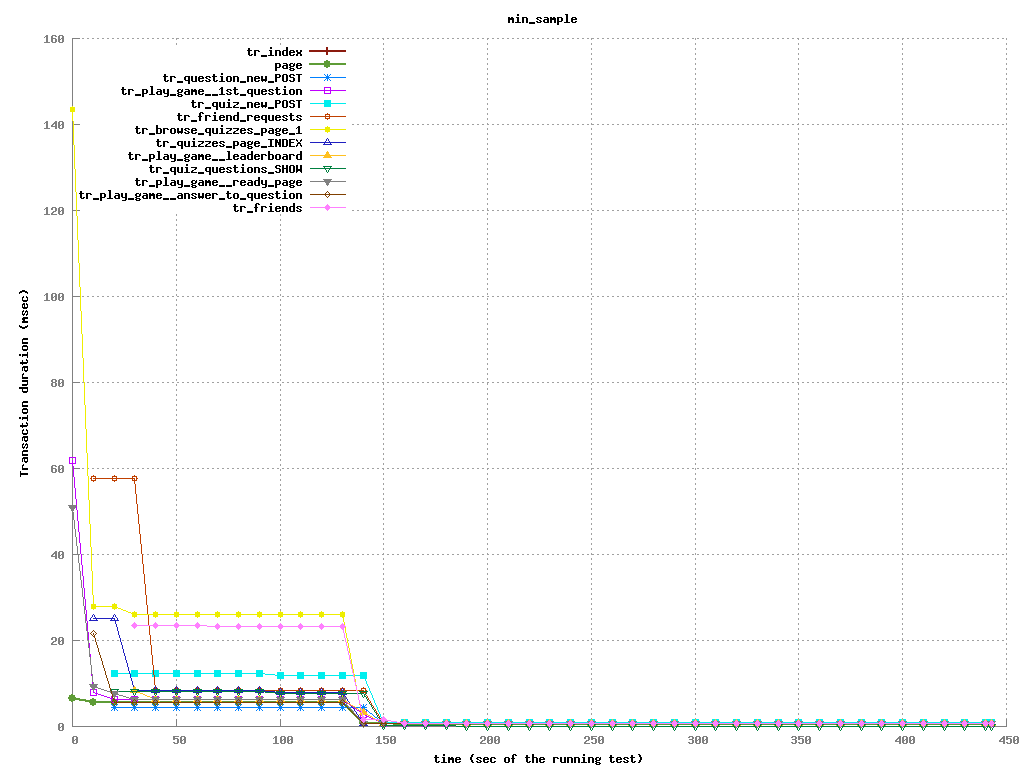 min_sample
tr_index
page
tr_question_new_POST
tr_play_game__1st_question
tr_quiz_new_POST
tr_friend_requests
tr_browse_quizzes_page_1
tr_quizzes_page_INDEX
tr_play_game__leaderboard
tr_quiz_questions_SHOW
tr_play_game__ready_page
tr_play_game__answer_to_question
tr_friends
Transaction duration (msec)
160
140
120
100
80
60
40
20
0
0 50 100 150 200 250 300 350 400 450
time (sec of the running test)